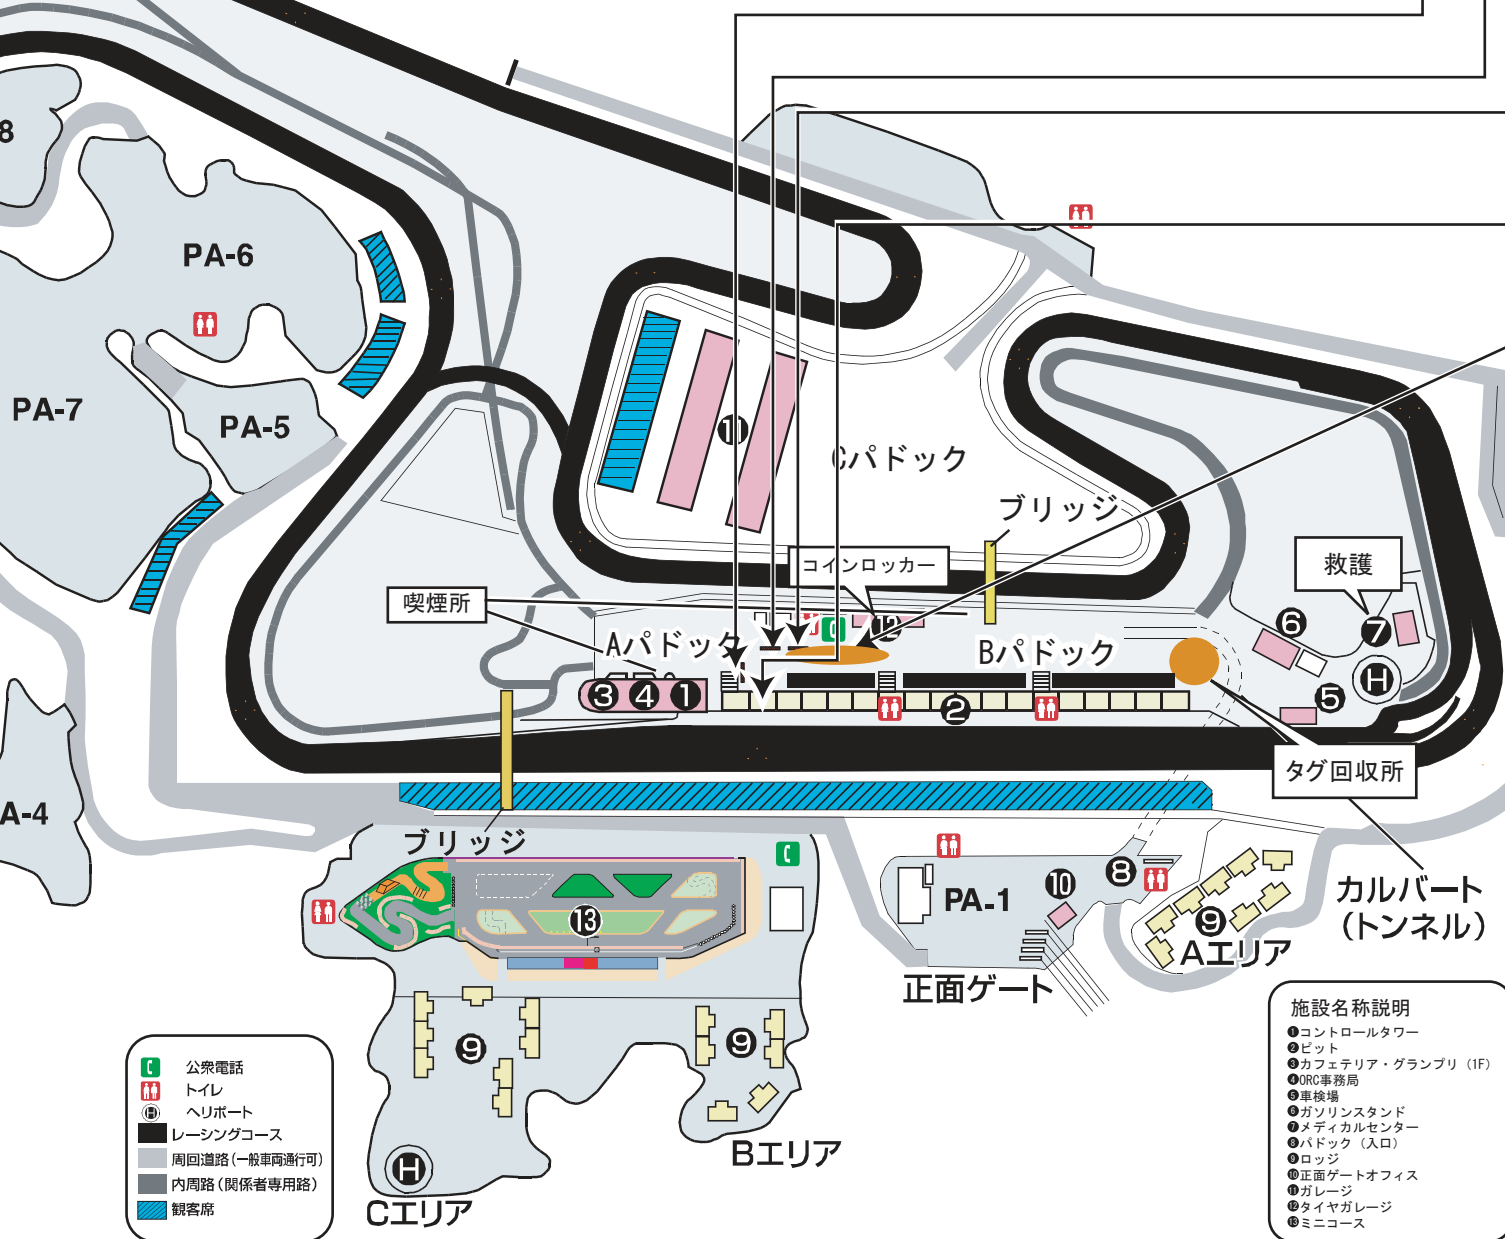 8
PA-6
PA-7
PA-5
A-4
⓫
Cパドック
ブリッジ
コインロッカー
救護
喫煙所
Aパドック
⓬
Bパドック
❻
❼
H
❸ ❹ ❶
❷
❺
タグ回収所
ブリッジ
⓭
PA-1
❿
❽
❾
Aエリア
カルバート
(トンネル)
正面ゲート
❾
❾
Bエリア
H
Cエリア
公衆電話
トイレ
H ヘリポート
レーシングコース
周回道路(一般車両通行可)
内周路(関係者専用路)
観客席
施設名称説明
❶コントロールタワー
❷ピット
❸カフェテリア・グランプリ (1F)
❹ORC事務局
❺車検場
❻ガソリンスタンド
❼メディカルセンター
❽パドック (入口)
❾ロッジ
❿正面ゲートオフィス
⓫ガレージ
⓬タイヤガレージ
⓭ミニコース